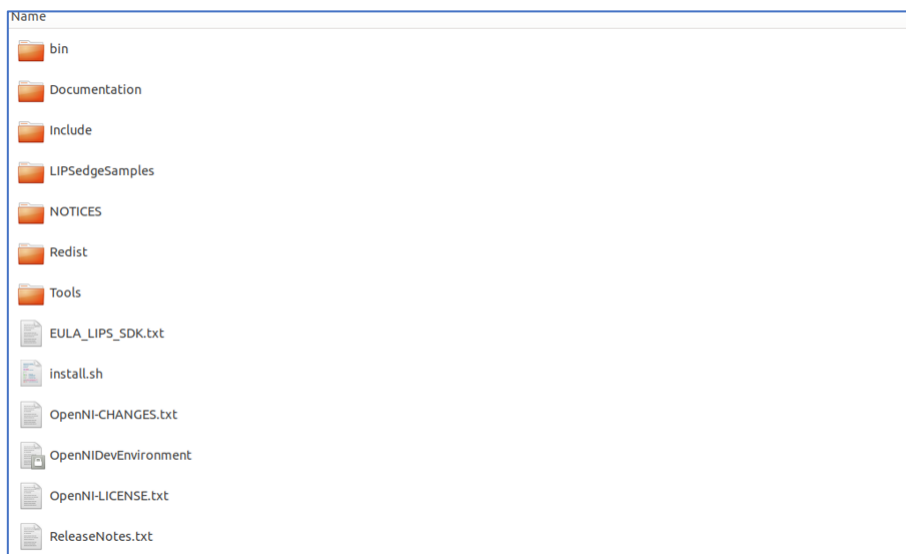 Name
bin
Documentation
Include
LIPSedgeSamples
NOTICES
Redist
Tools
EULA_LIPS_SDK.txt
install.sh
OpenNI-CHANGES.txt
OpenNIDevEnvironment
OpenNI-LICENSE.txt
ReleaseNotes.txt